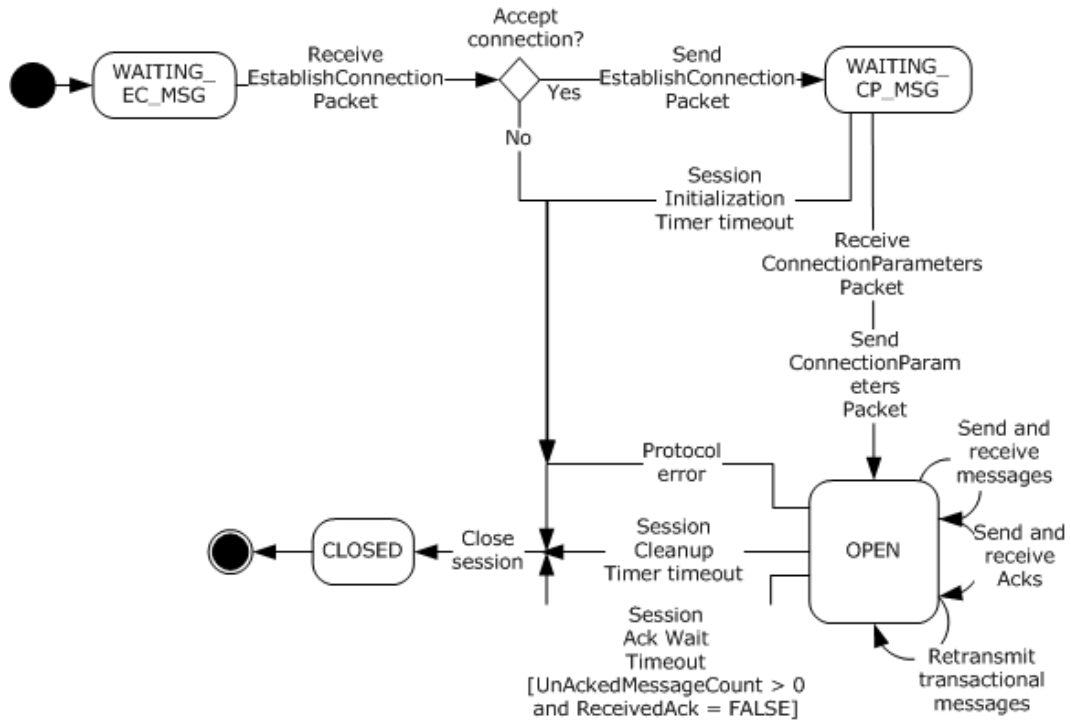 Accept
connection?
Receive
EstablishConnection
Packet
Send
EstablishConnection
Packet
WAITING_
EC_MSG
WAITING_
CP_MSG
Yes
No
Session
Initialization
Timer timeout
Receive
ConnectionParameters
Packet
Send
ConnectionParam
eters
Packet
Protocol
error
Send and
receive
messages
Close
session
CLOSED
Session
Cleanup
Timer timeout
OPEN
Send and
receive
Acks
Session
Ack Wait
Timeout
[UnAckedMessageCount > 0
and ReceivedAck = FALSE]
Retransmit
transactional
messages